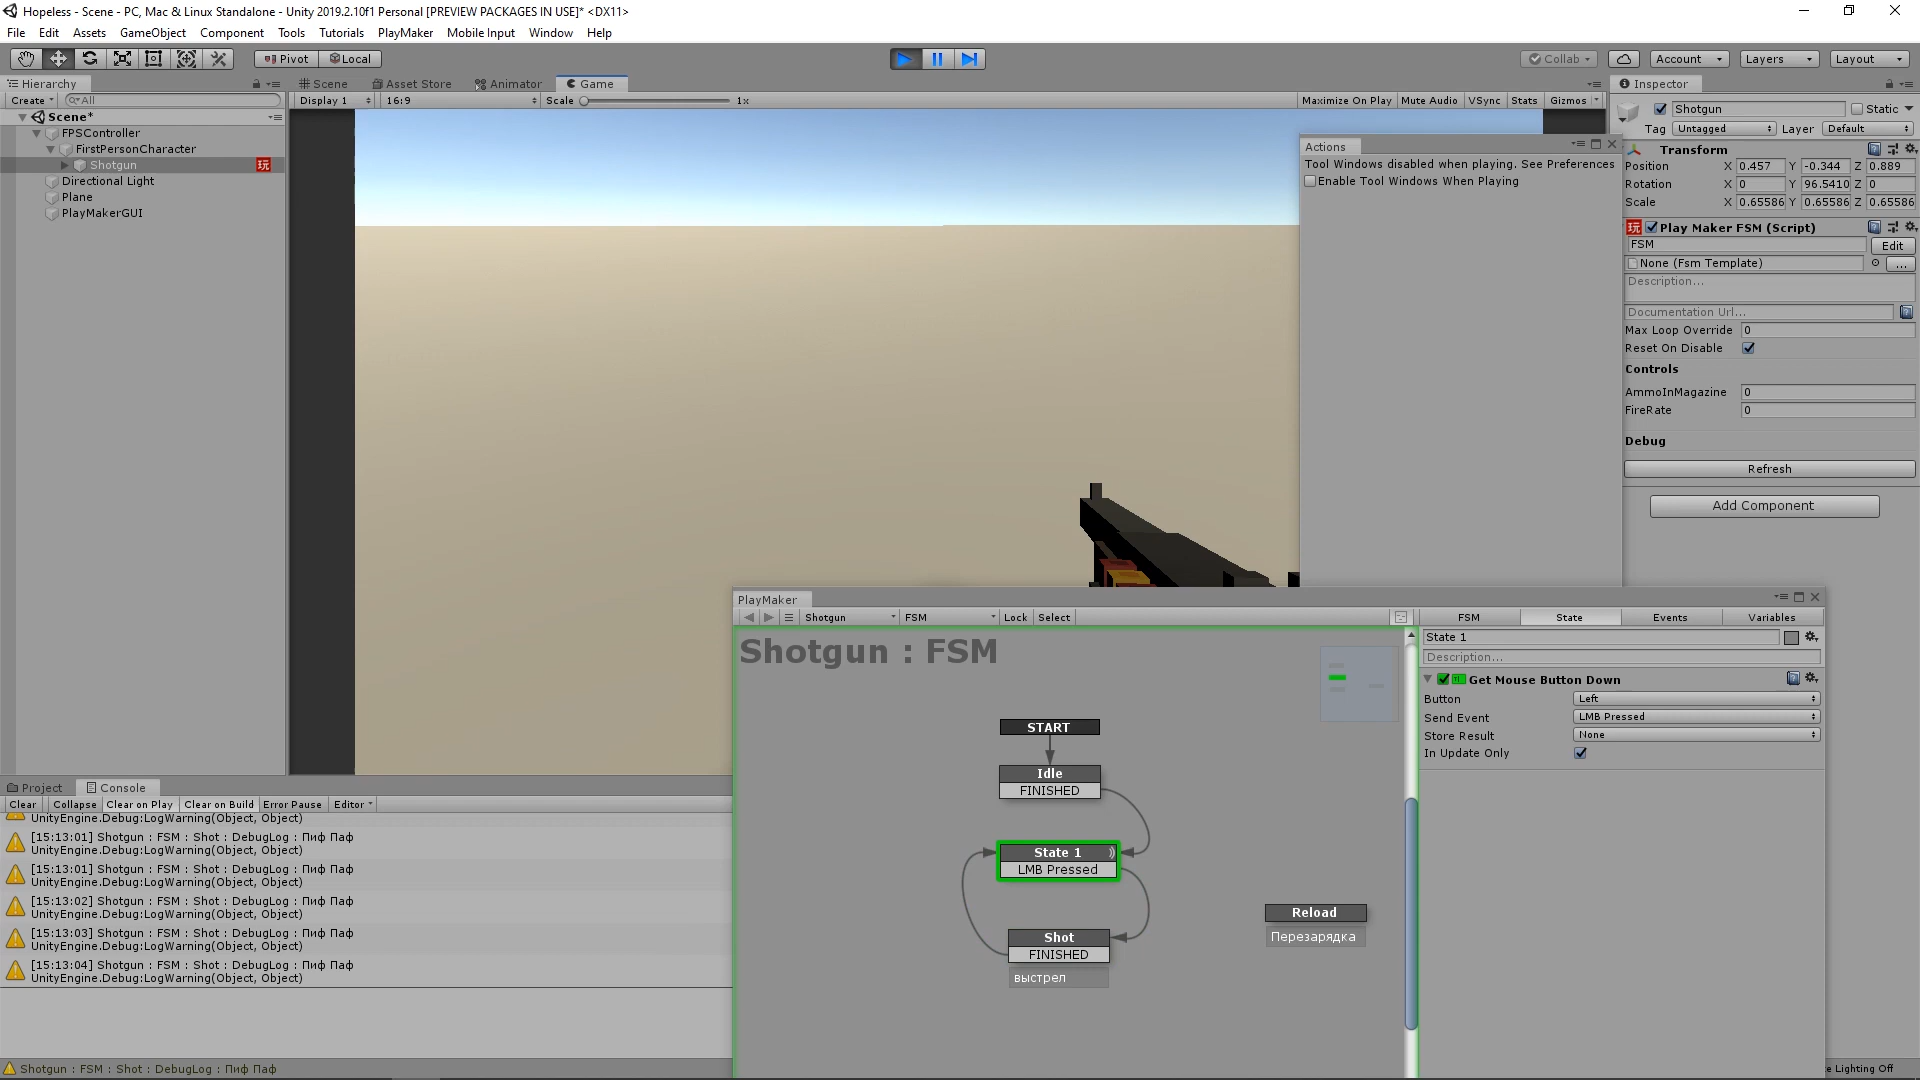 Hopeless - Scene - PC, Mac & Linux Standalone - Unity 2019.2.10f1 Personal [PREVIEW PACKAGES IN USE]* <DX11>
File Edit Assets GameObject Component Tools Tutorials PlayMaker Mobile Input Window Help
Pivot Local Collab Account Layers Layout
Hierarchy
Create All
Scene*
FPSController
FirstPersonCharacter
Shotgun 玩
Directional Light
Plane
PlayMakerGUI
Scene Asset Store Animator Game
Display 1 16:9 Scale 1x Maximize On Play Mute Audio VSync Stats Gizmos
Actions
Tool Windows disabled when playing. See Preferences
Enable Tool Windows When Playing
Inspector
Shotgun Static
Tag Untagged Layer Default
Transform
Position X 0.457 Y -0.344 Z 0.889
Rotation X 0 Y 96.5410 Z 0
Scale X 0.65586 Y 0.65586 Z 0.65586
玩 Play Maker FSM (Script)
FSM Edit
None (Fsm Template) ...
Description...
Documentation Url...
Max Loop Override 0
Reset On Disable
Controls
AmmoInMagazine 0
FireRate 0
Debug
Refresh
Add Component
Project Console
Clear Collapse Clear on Play Clear on Build Error Pause Editor
UnityEngine.Debug:LogWarning(Object, Object)
[15:13:01] Shotgun : FSM : Shot : DebugLog : Пиф Паф
UnityEngine.Debug:LogWarning(Object, Object)
[15:13:01] Shotgun : FSM : Shot : DebugLog : Пиф Паф
UnityEngine.Debug:LogWarning(Object, Object)
[15:13:02] Shotgun : FSM : Shot : DebugLog : Пиф Паф
UnityEngine.Debug:LogWarning(Object, Object)
[15:13:03] Shotgun : FSM : Shot : DebugLog : Пиф Паф
UnityEngine.Debug:LogWarning(Object, Object)
[15:13:04] Shotgun : FSM : Shot : DebugLog : Пиф Паф
UnityEngine.Debug:LogWarning(Object, Object)
Shotgun : FSM : Shot : DebugLog : Пиф Паф
PlayMaker
Shotgun FSM Lock Select
Shotgun : FSM
START
Idle
FINISHED
State 1
LMB Pressed
Shot
FINISHED
выстрел
Reload
Перезарядка
FSM State Events Variables
State 1
Description...
Get Mouse Button Down
Button Left
Send Event LMB Pressed
Store Result None
In Update Only
Lighting Off